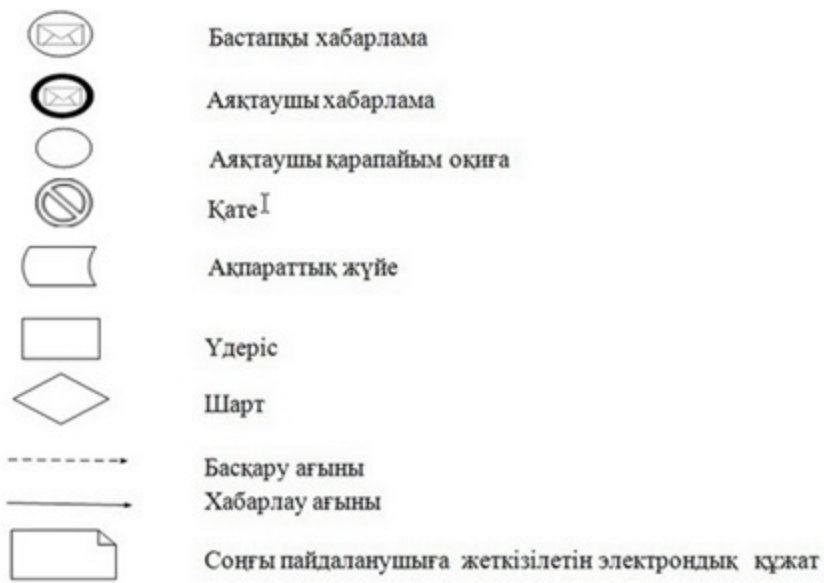 Бастапқы хабарлама
Аяқтаушы хабарлама
Аяқтаушы қарапайым оқиға
Қате
Ақпараттық жүйе
Үдеріс
Шарт
Басқару ағыны
Хабарлау ағыны
Соңғы пайдаланушыға жеткізілетін электрондық құжат